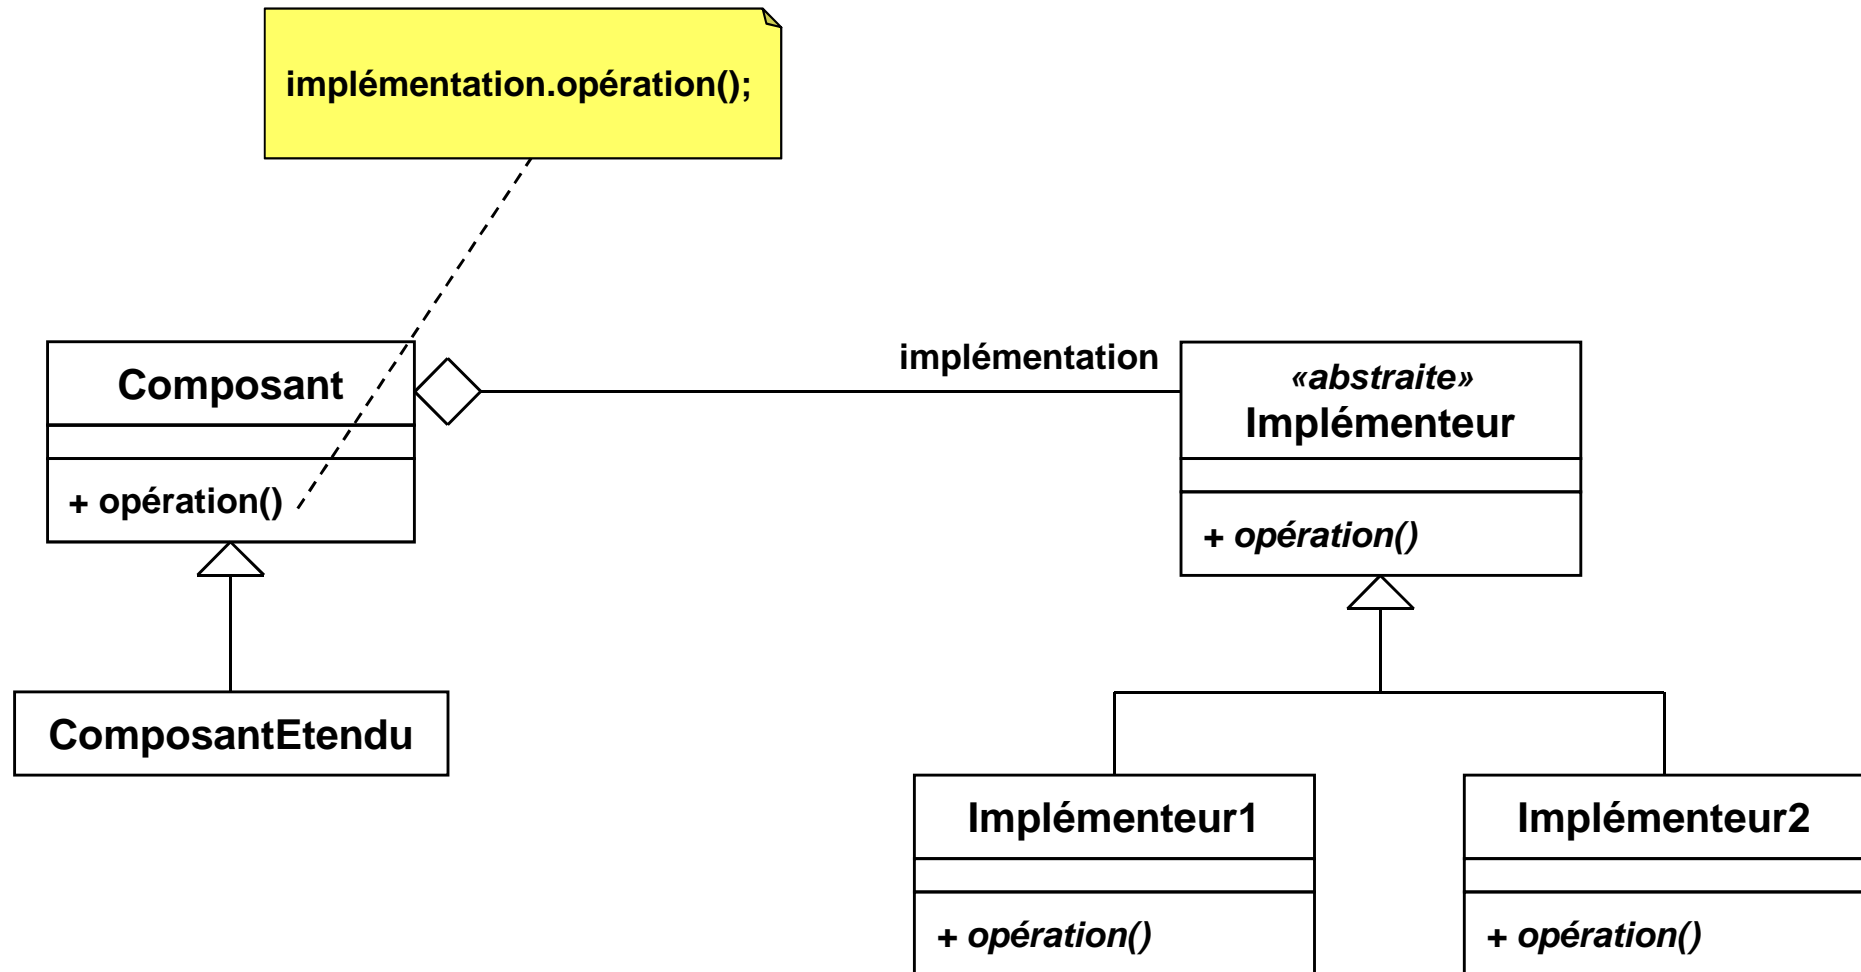 implémentation.opération();
Composant
+ opération()
implémentation
«abstraite»
Implémenteur
+ opération()
ComposantEtendu
Implémenteur1
+ opération()
Implémenteur2
+ opération()